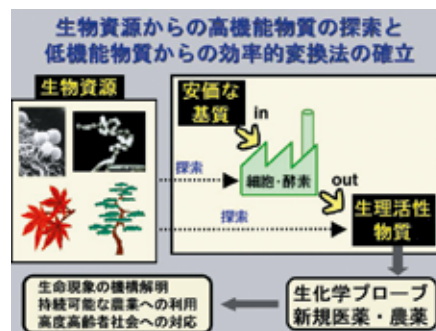 生物資源からの高機能物質の探索と
低機能物質からの効率的変換法の確立
生物資源
安価な
基質
in
探索
細胞・酵素
out
探索
生理活性
物質
生化学プローブ
新規医薬・農薬
生命現象の機構解明
持続可能な農業への利用
高度高齢者社会への対応